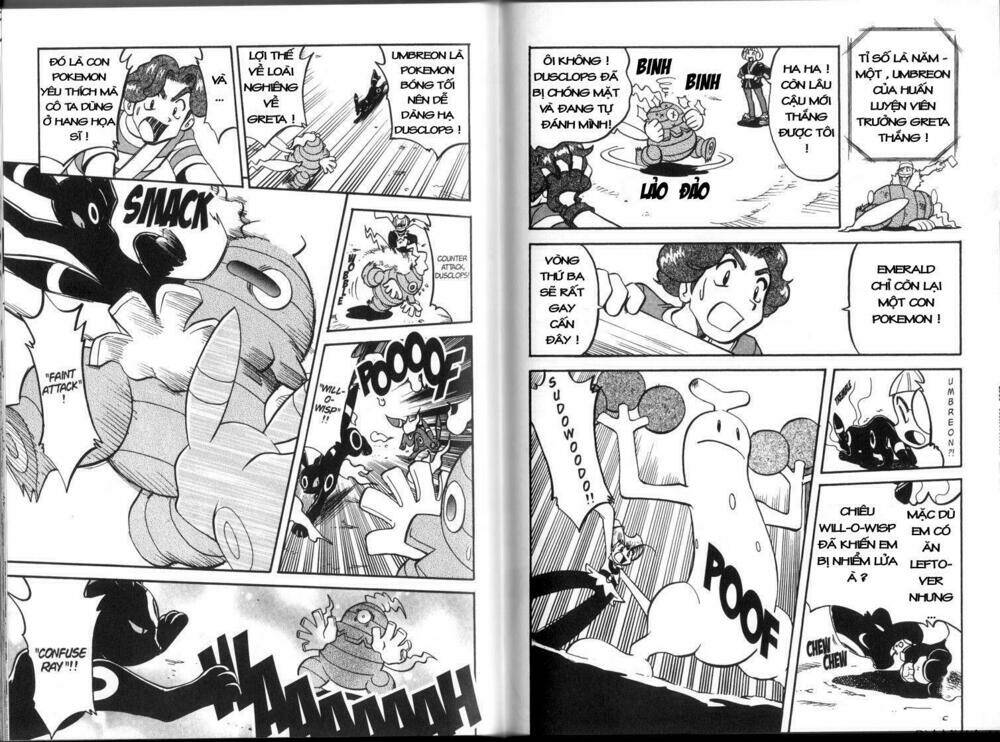 TỈ SỐ LÀ NĂM -
MỘT , UMBREON
CỦA HUẤN
LUYỆN VIÊN
TRƯỞNG GRETA
THẮNG !
HA HA !
CÒN LÂU
CẬU MỚI
THẮNG
ĐƯỢC TÔI
!
BINH
BINH
ÔI KHÔNG !
DUSCLOPS ĐÃ
BỊ CHÓNG MẶT
VÀ ĐANG TỰ
ĐÁNH MÌNH!
LẢO ĐẢO
EMERALD
CHỈ CÒN LẠI
MỘT CON
POKEMON !
VÒNG
THỨ BA
SẼ RẤT
GAY
CẤN
ĐÂY !
UMBREON?!
TREMBLE
MẶC DÙ
EM CÓ
ĂN
LEFTO-
VER
NHƯNG
...
CHIÊU
WILL-O-WISP
ĐÃ KHIẾN EM
BỊ NHIỄM LỬA
À ?
CHEW
CHEW
SUDOWOODO!!
POOF
UMBREON LÀ
POKEMON
BÓNG TỐI
NÊN DỄ
DÀNG HẠ
DUSCLOPS !
LỢI THẾ
VỀ LOÀI
NGHIÊNG
VỀ
GRETA !
VÀ
...
ĐÓ LÀ CON
POKEMON
YÊU THÍCH MÀ
CÔ TA DÙNG
Ở HANG HỌA
SĨ !
COUNTER
ATTACK,
DUSCLOPS!
WOBBLE
SMACK
"FAINT
ATTACK"
!
POOOOF
"WILL-
O-
WISP"
!!
"CONFUSE
RAY"!!
WAAAAAAAH